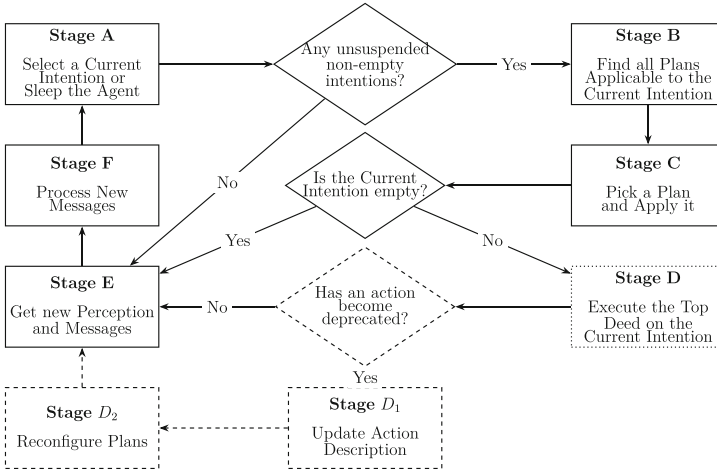 Stage A
Select a Current
Intention or
Sleep the Agent
Any unsuspended
non-empty
intentions?
Yes
Stage B
Find all Plans
Applicable to the
Current Intention
No
Stage F
Process New
Messages
Is the Current
Intention empty?
Stage C
Pick a Plan
and Apply it
Yes
No
Stage E
Get new Perception
and Messages
No
Has an action
become
deprecated?
Stage D
Execute the Top
Deed on the
Current Intention
Yes
Stage D₂
Reconfigure Plans
Stage D₁
Update Action
Description